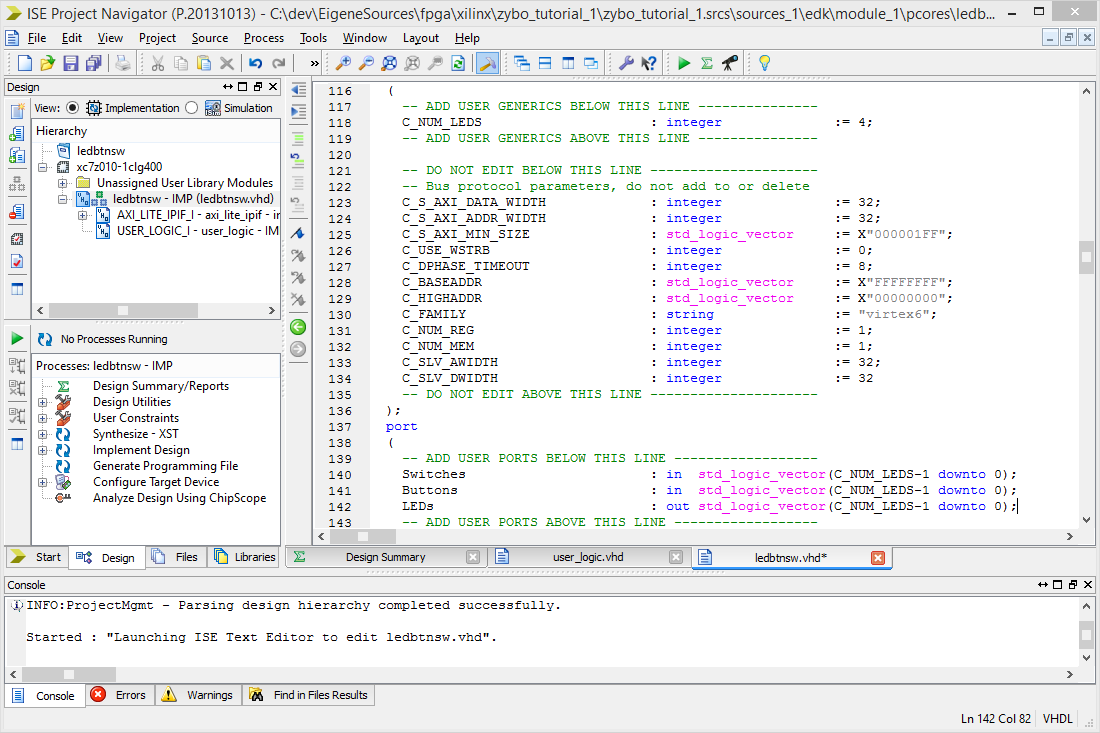 ISE Project Navigator (P.20131013) - C:\dev\EigeneSources\fpga\xilinx\zybo_tutorial_1\zybo_tutorial_1.srcs\sources_1\edk\module_1\pcores\ledb...
File Edit View Project Source Process Tools Window Layout Help
»
Design
View: Implementation Simulation
Hierarchy
ledbtnsw
xc7z010-1clg400
Unassigned User Library Modules
ledbtnsw - IMP (ledbtnsw.vhd)
AXI_LITE_IPIF_I - axi_lite_ipif - ir
USER_LOGIC_I - user_logic - IM
No Processes Running
Processes: ledbtnsw - IMP
Design Summary/Reports
Design Utilities
User Constraints
Synthesize - XST
Implement Design
Generate Programming File
Configure Target Device
Analyze Design Using ChipScope
Start Design Files Libraries
116 (
117 -- ADD USER GENERICS BELOW THIS LINE ---------------
118 C_NUM_LEDS : integer := 4;
119 -- ADD USER GENERICS ABOVE THIS LINE ---------------
120
121 -- DO NOT EDIT BELOW THIS LINE ---------------------
122 -- Bus protocol parameters, do not add to or delete
123 C_S_AXI_DATA_WIDTH : integer := 32;
124 C_S_AXI_ADDR_WIDTH : integer := 32;
125 C_S_AXI_MIN_SIZE : std_logic_vector := X"000001FF";
126 C_USE_WSTRB : integer := 0;
127 C_DPHASE_TIMEOUT : integer := 8;
128 C_BASEADDR : std_logic_vector := X"FFFFFFFF";
129 C_HIGHADDR : std_logic_vector := X"00000000";
130 C_FAMILY : string := "virtex6";
131 C_NUM_REG : integer := 1;
132 C_NUM_MEM : integer := 1;
133 C_SLV_AWIDTH : integer := 32;
134 C_SLV_DWIDTH : integer := 32
135 -- DO NOT EDIT ABOVE THIS LINE ---------------------
136 );
137 port
138 (
139 -- ADD USER PORTS BELOW THIS LINE ------------------
140 Switches : in std_logic_vector(C_NUM_LEDS-1 downto 0);
141 Buttons : in std_logic_vector(C_NUM_LEDS-1 downto 0);
142 LEDs : out std_logic_vector(C_NUM_LEDS-1 downto 0);
143 -- ADD USER PORTS ABOVE THIS LINE ------------------
Design Summary user_logic.vhd ledbtnsw.vhd*
Console
INFO:ProjectMgmt - Parsing design hierarchy completed successfully.
Started : "Launching ISE Text Editor to edit ledbtnsw.vhd".
Console Errors Warnings Find in Files Results
Ln 142 Col 82 VHDL